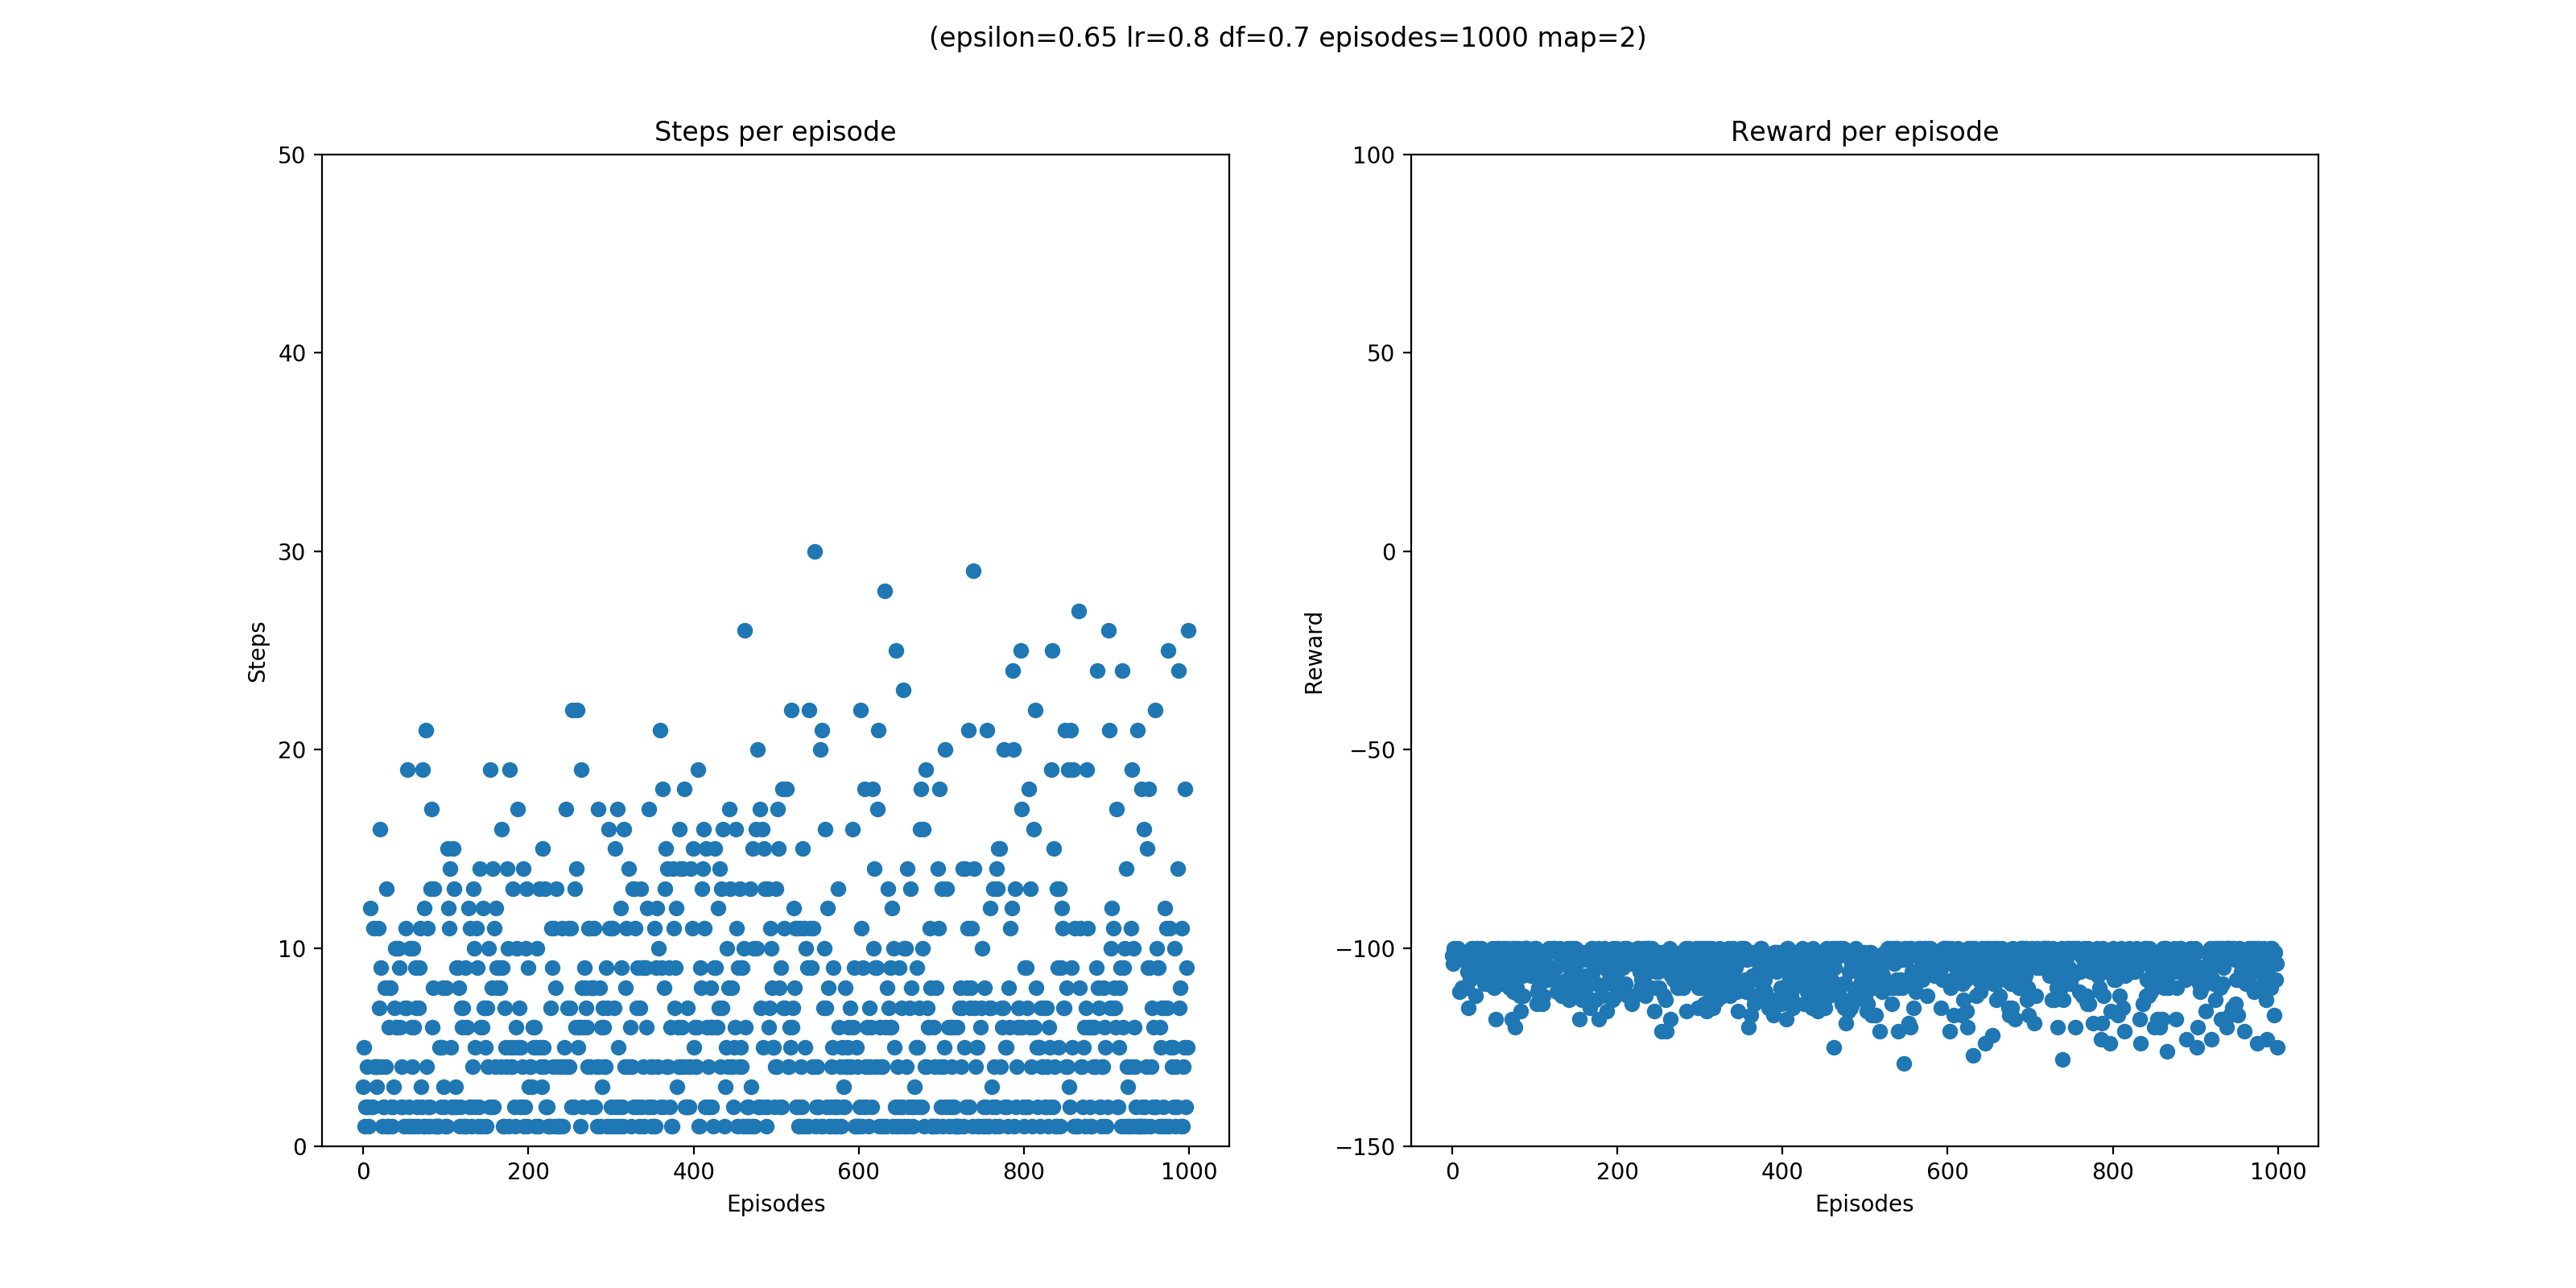 (epsilon=0.65 lr=0.8 df=0.7 episodes=1000 map=2)
Steps per episode
50
40
30
20
10
0
Steps
0 200 400 600 800 1000
Episodes
Reward per episode
100
50
0
−50
−100
−150
Reward
0 200 400 600 800 1000
Episodes